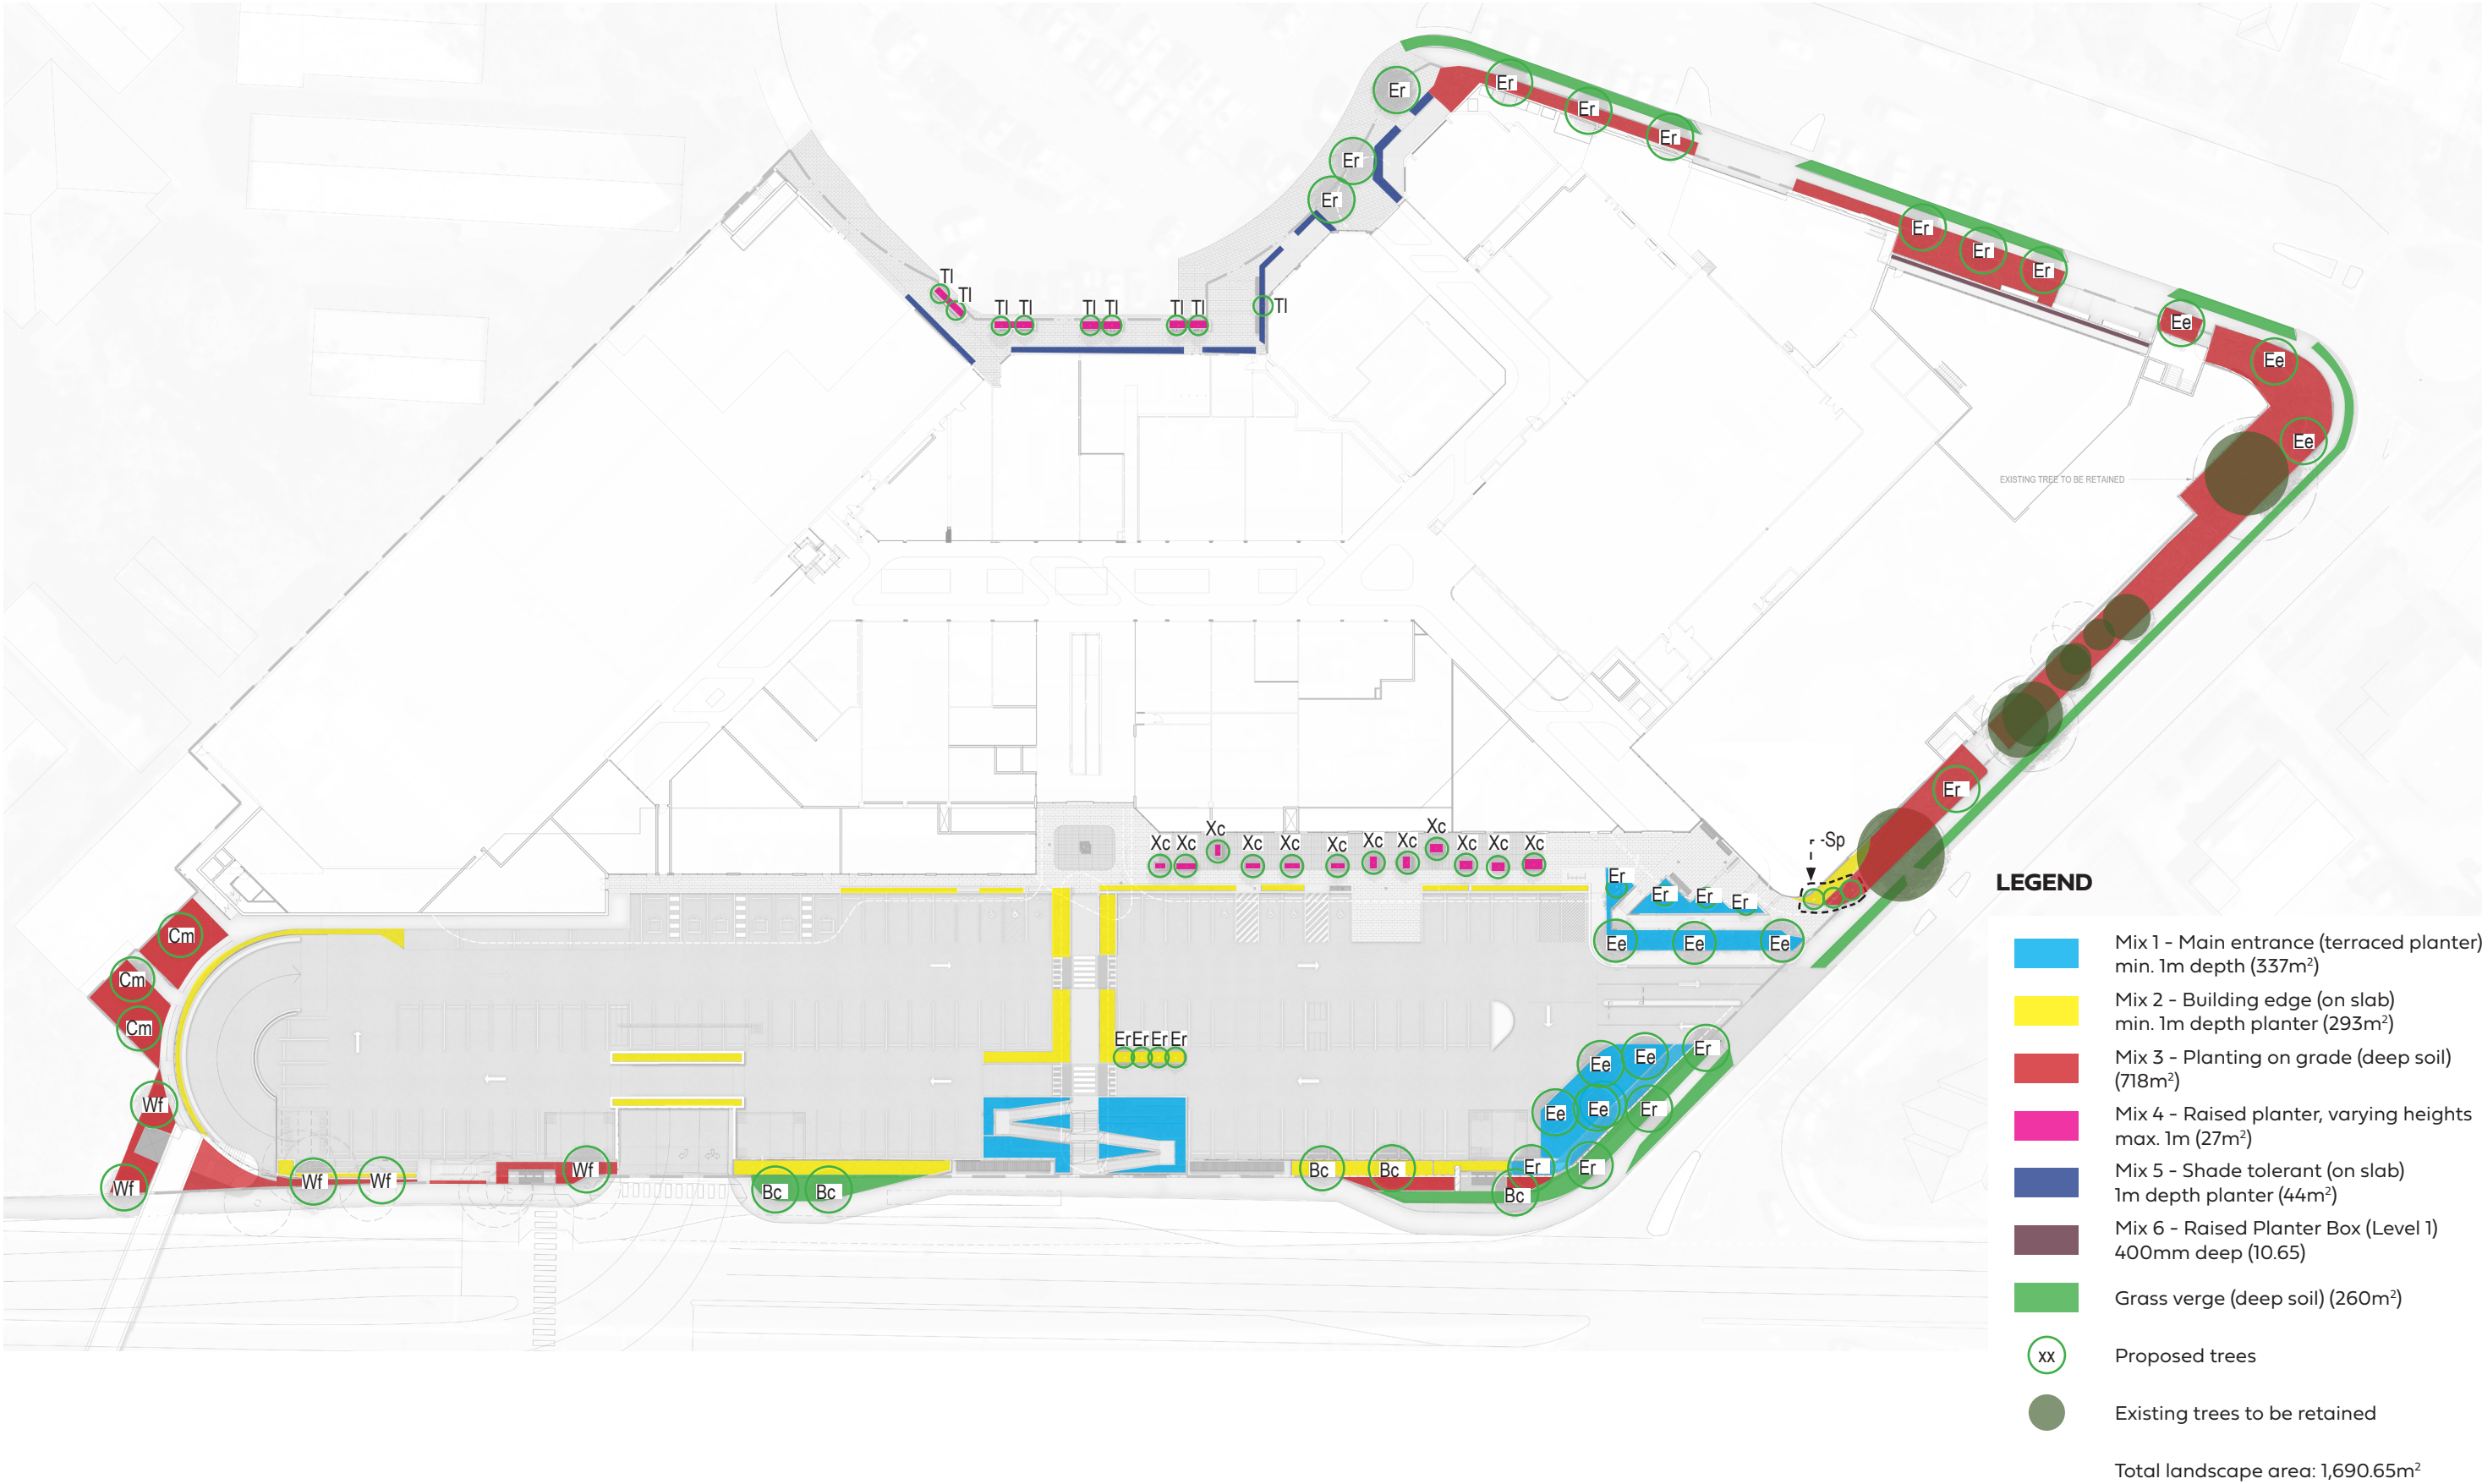 Er
Er
Er
Er
Er
Er
Er
Er
Er
Tl
Tl
Tl Tl Tl Tl Tl Tl
Tl
Ee
Ee
Ee
EXISTING TREE TO BE RETAINED
Er
Xc Xc Xc Xc Xc Xc Xc Xc Xc Xc Xc Xc
Sp
Er Er Er Er
Ee Ee Ee
Cm
Cm
Cm
Er Er Er Er
Ee Ee Er
Ee Ee Er
Wf
Wf Wf Wf Wf
Bc Bc
Bc Bc Er Er
Bc
LEGEND
Mix 1 - Main entrance (terraced planter)
min. 1m depth (337m²)
Mix 2 - Building edge (on slab)
min. 1m depth planter (293m²)
Mix 3 - Planting on grade (deep soil)
(718m²)
Mix 4 - Raised planter, varying heights
max. 1m (27m²)
Mix 5 - Shade tolerant (on slab)
1m depth planter (44m²)
Mix 6 - Raised Planter Box (Level 1)
400mm deep (10.65)
Grass verge (deep soil) (260m²)
xx Proposed trees
Existing trees to be retained
Total landscape area: 1,690.65m²